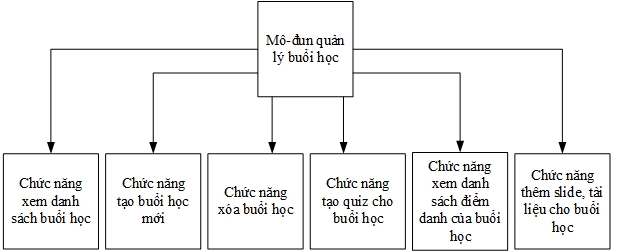 Mô-đun quản
lý buổi học
Chức năng
xem danh
sách buổi học
Chức năng
tạo buổi học
mới
Chức năng
xóa buổi học
Chức năng
tạo quiz cho
buổi học
Chức năng
xem danh
sách điểm
danh của buổi
học
Chức năng
thêm slide, tài
liệu cho buổi
học